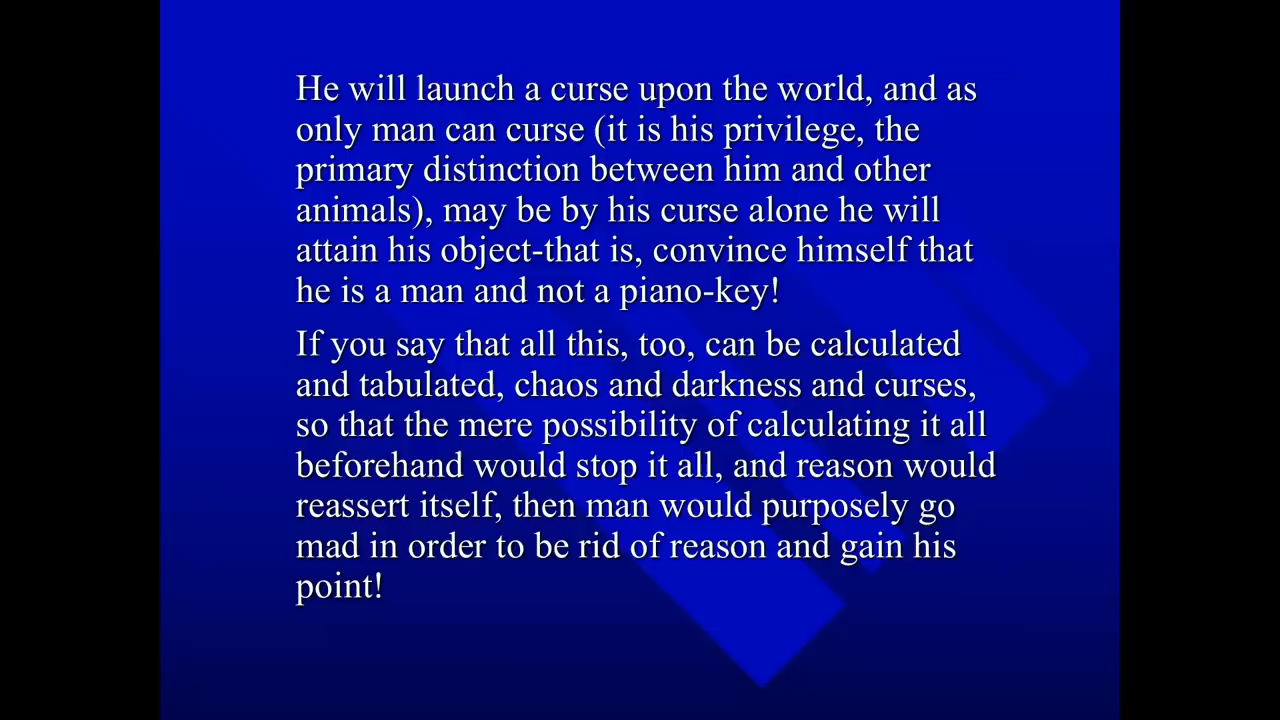 He will launch a curse upon the world, and as
only man can curse (it is his privilege, the
primary distinction between him and other
animals), may be by his curse alone he will
attain his object-that is, convince himself that
he is a man and not a piano-key!
If you say that all this, too, can be calculated
and tabulated, chaos and darkness and curses,
so that the mere possibility of calculating it all
beforehand would stop it all, and reason would
reassert itself, then man would purposely go
mad in order to be rid of reason and gain his
point!